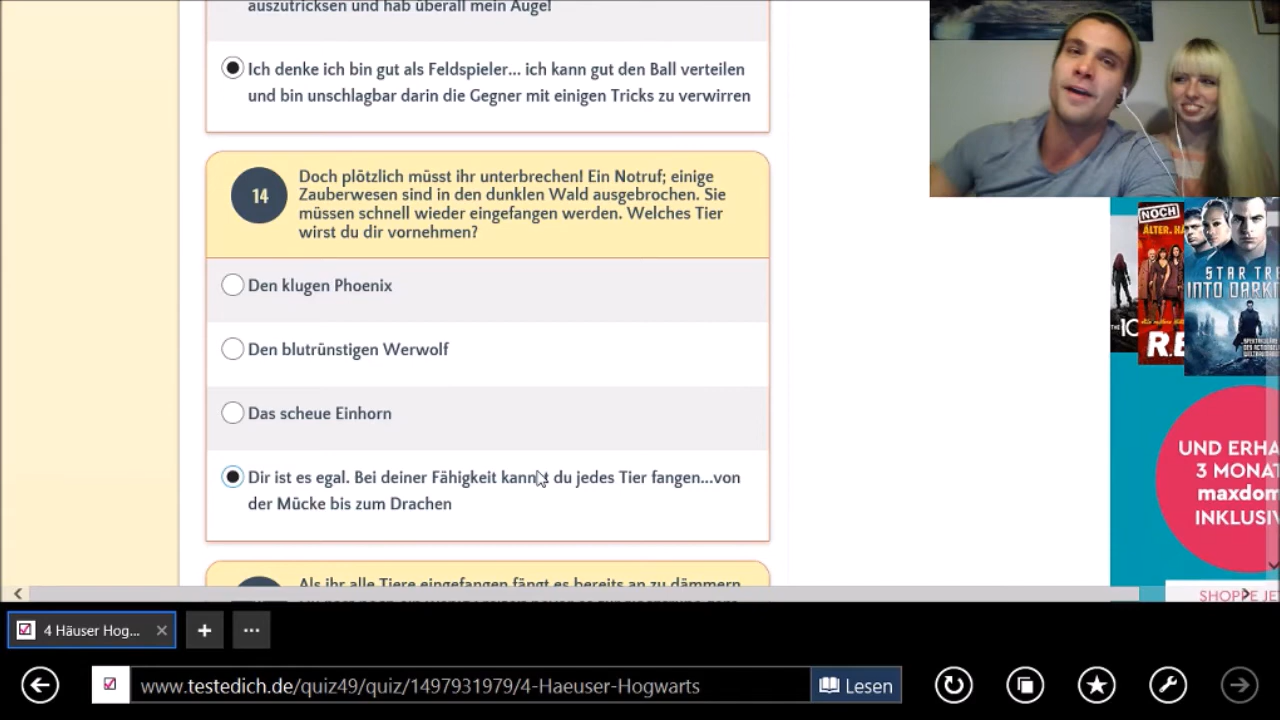 auszutricksen und hab überall mein Auge!
Ich denke ich bin gut als Feldspieler... ich kann gut den Ball verteilen
und bin unschlagbar darin die Gegner mit einigen Tricks zu verwirren
14
Doch plötzlich müsst ihr unterbrechen! Ein Notruf; einige
Zauberwesen sind in den dunklen Wald ausgebrochen. Sie
müssen schnell wieder eingefangen werden. Welches Tier
wirst du dir vornehmen?
Den klugen Phoenix
Den blutrünstigen Werwolf
Das scheue Einhorn
Dir ist es egal. Bei deiner Fähigkeit kannst du jedes Tier fangen...von
der Mücke bis zum Drachen
Als ihr alle Tiere eingefangen fängt es bereits an zu dämmern
NOCH
ÄLTER. HÄ
STAR TR
INTO DARK
R.E
UND ERHA
3 MONAT
maxdom
INKLUSIV
SHOPPE JE
4 Häuser Hog...
www.testedich.de/quiz49/quiz/1497931979/4-Haeuser-Hogwarts
Lesen